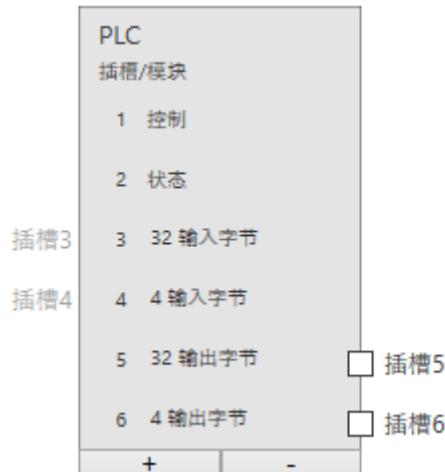 PLC
插槽/模块
1 控制
2 状态
插槽3 3 32 输入字节
插槽4 4 4 输入字节
5 32 输出字节 插槽5
6 4 输出字节 插槽6
+ -